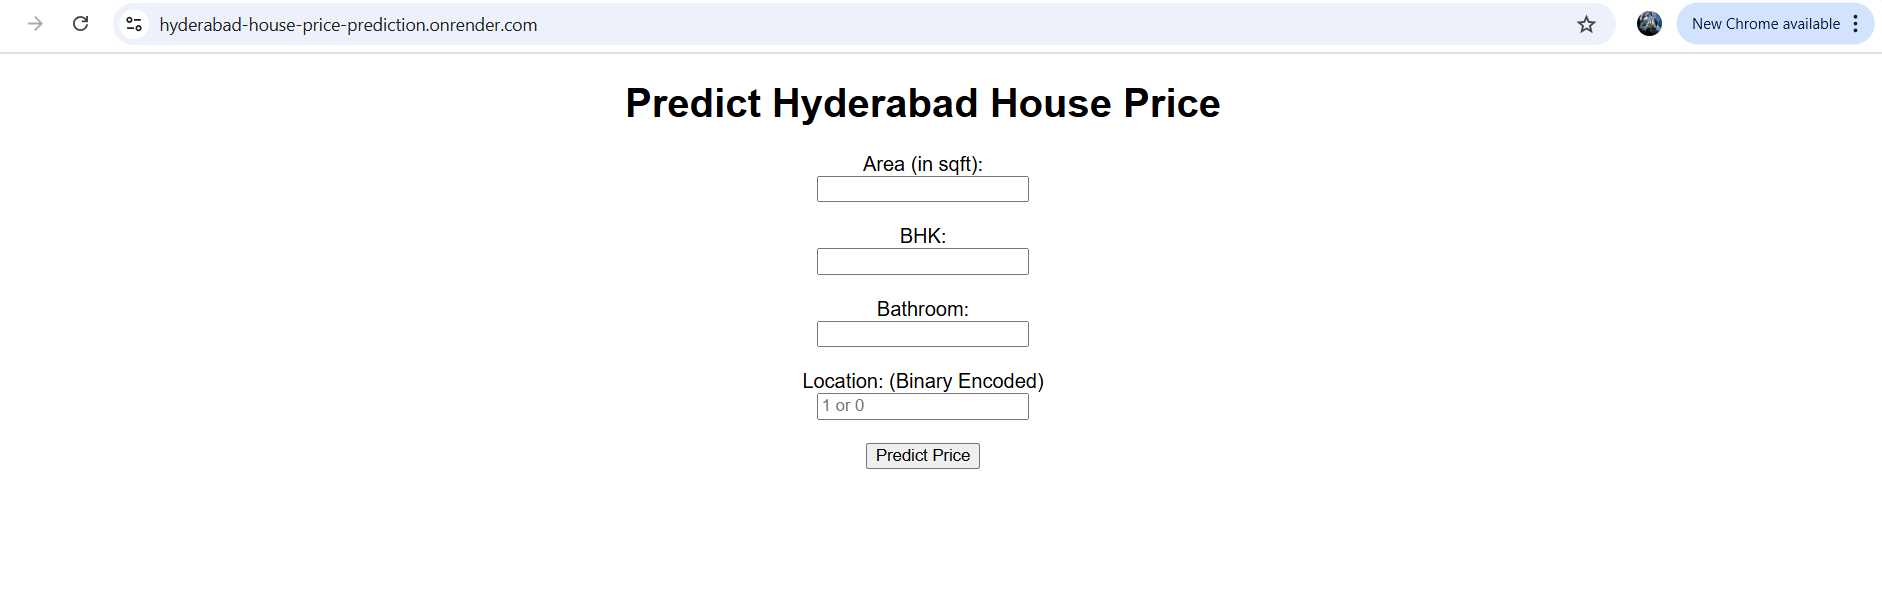 hyderabad-house-price-prediction.onrender.com
New Chrome available
Predict Hyderabad House Price
Area (in sqft):
BHK:
Bathroom:
Location: (Binary Encoded)
1 or 0
Predict Price